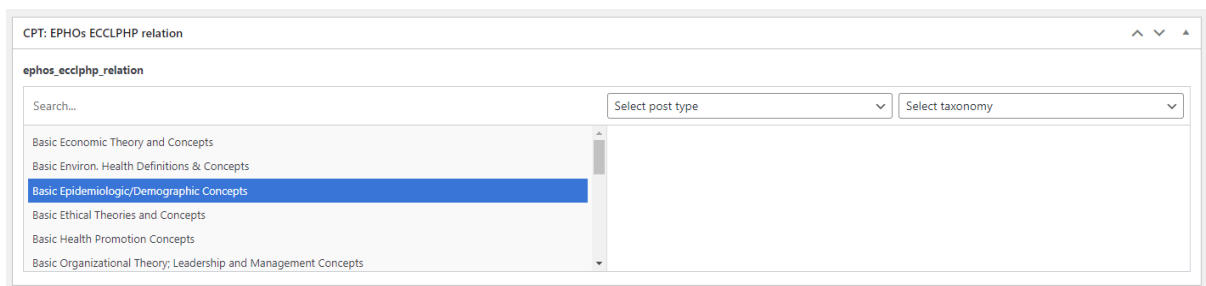 CPT: EPHOs ECCLPHP relation
ephos_ecclphp_relation
Search...
Select post type
Select taxonomy
Basic Economic Theory and Concepts
Basic Environ. Health Definitions & Concepts
Basic Epidemiologic/Demographic Concepts
Basic Ethical Theories and Concepts
Basic Health Promotion Concepts
Basic Organizational Theory; Leadership and Management Concepts